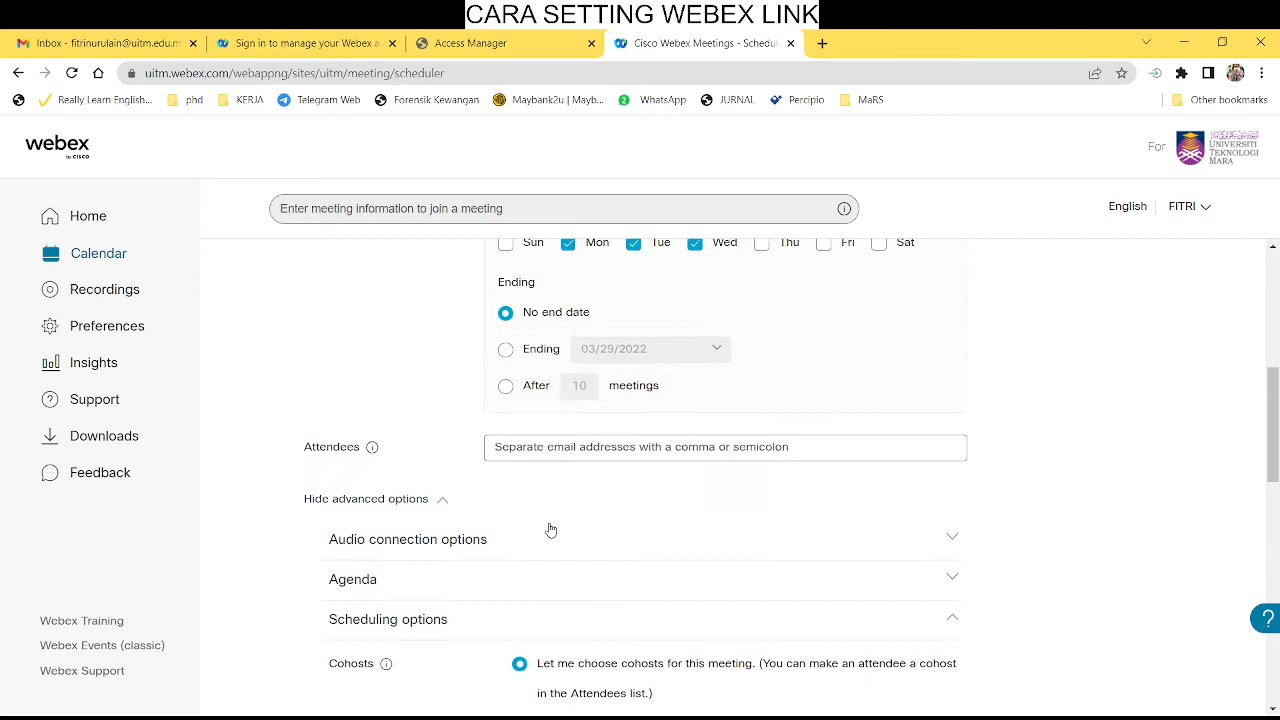 CARA SETTING WEBEX LINK
Inbox - fitrinurulain@uitm.edu.m
Sign in to manage your Webex a
Access Manager
Cisco Webex Meetings - Schedul
uitm.webex.com/webappng/sites/uitm/meeting/scheduler
Really Learn English...
phd
KERJA
Telegram Web
Forensik Kewangan
Maybank2u | Mayb...
2
WhatsApp
JURNAL
Percipio
MaRS
Other bookmarks
webex
by CISCO
For
UNIVERSITI
TEKNOLOGI
MARA
Enter meeting information to join a meeting
English
FITRI
Home
Calendar
Recordings
Preferences
Insights
Support
Downloads
Feedback
Webex Training
Webex Events (classic)
Webex Support
Sun Mon Tue Wed Thu Fri Sat
Ending
No end date
Ending 03/29/2022
After 10 meetings
Attendees
Separate email addresses with a comma or semicolon
Hide advanced options
Audio connection options
Agenda
Scheduling options
Cohosts
Let me choose cohosts for this meeting. (You can make an attendee a cohost
in the Attendees list.)
?